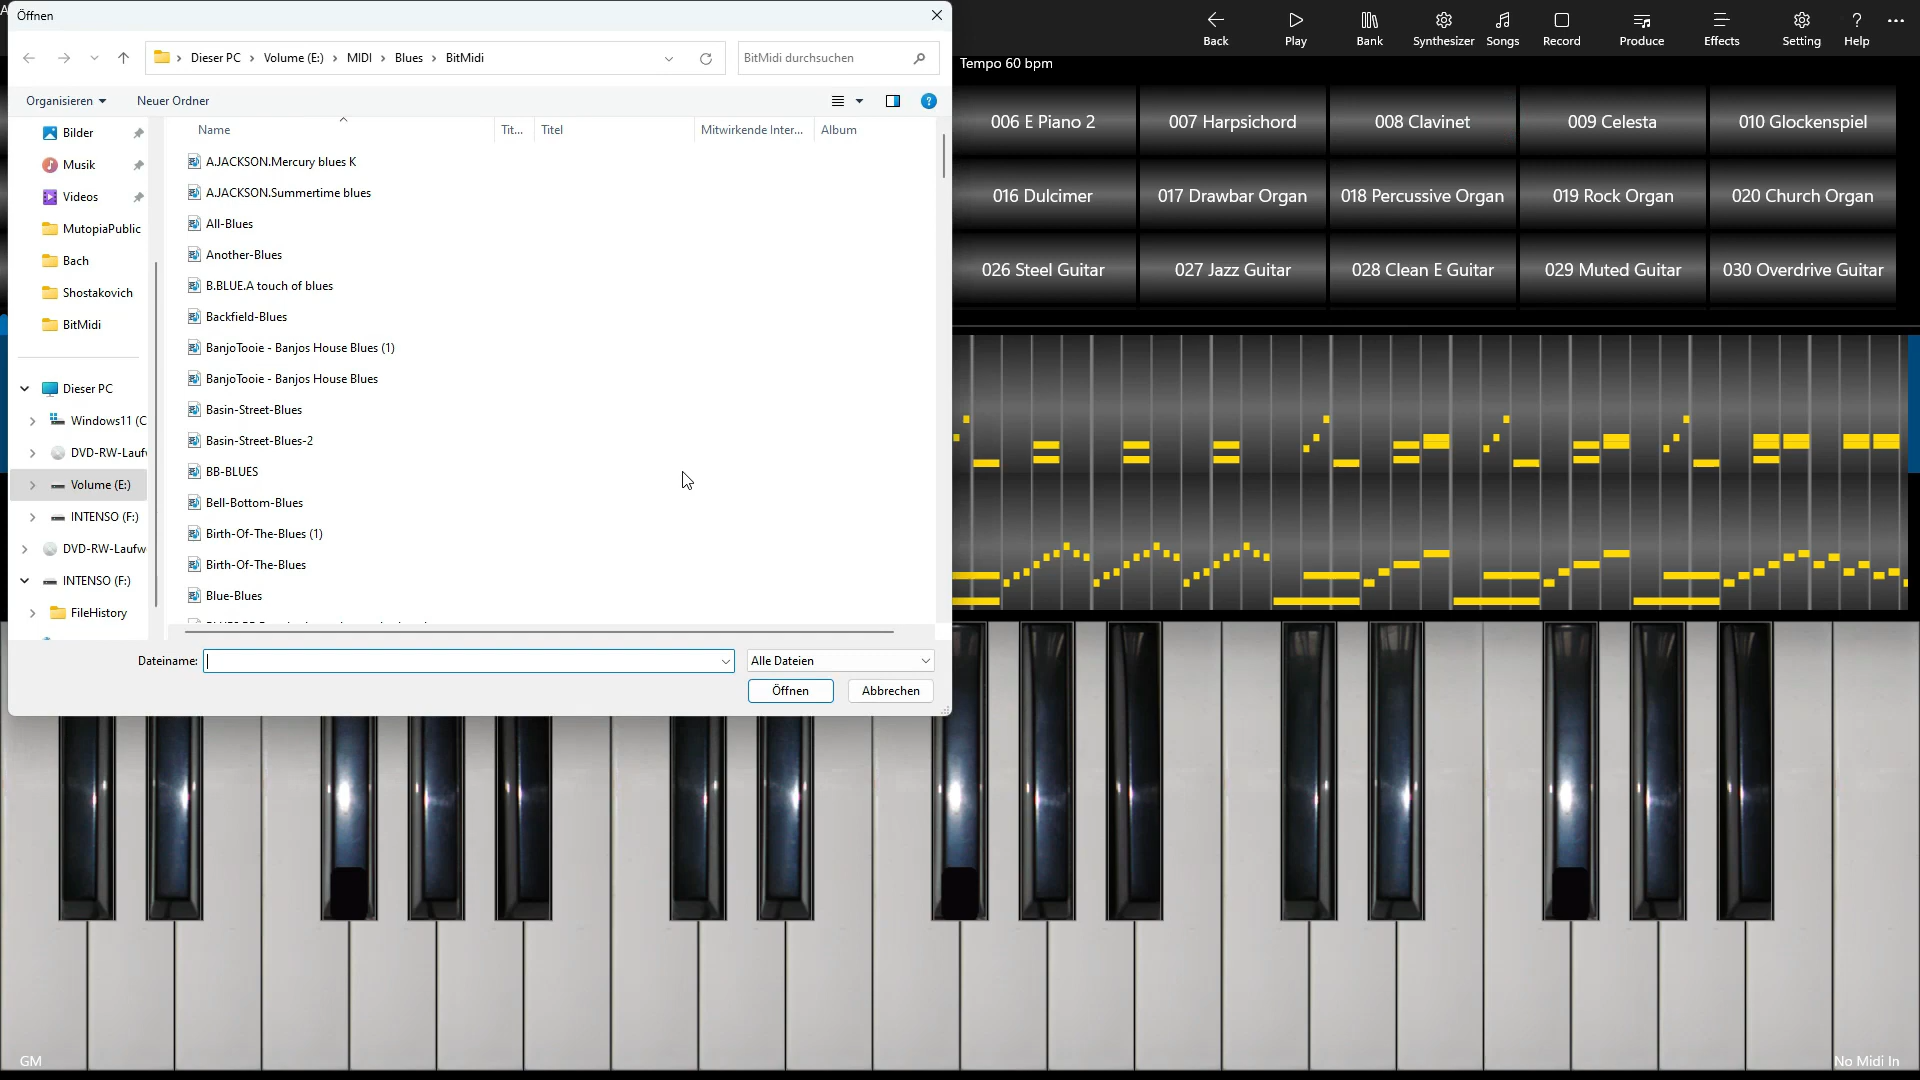 Öffnen
Dieser PC > Volume (E:) > MIDI > Blues > BitMidi
BitMidi durchsuchen
Organisieren
Neuer Ordner
Bilder
Musik
Videos
MutopiaPublic
Bach
Shostakovich
BitMidi
Dieser PC
Windows11 (C
DVD-RW-Laufw
Volume (E:)
INTENSO (F:)
DVD-RW-Laufw
INTENSO (F:)
FileHistory
Name
Tit...
Titel
Mitwirkende Inter...
Album
A.JACKSON.Mercury blues K
A.JACKSON.Summertime blues
All-Blues
Another-Blues
B.BLUE.A touch of blues
Backfield-Blues
BanjoTooie - Banjos House Blues (1)
BanjoTooie - Banjos House Blues
Basin-Street-Blues
Basin-Street-Blues-2
BB-BLUES
Bell-Bottom-Blues
Birth-Of-The-Blues (1)
Birth-Of-The-Blues
Blue-Blues
Dateiname:
Alle Dateien
Öffnen
Abbrechen
Back
Play
Bank
Synthesizer
Songs
Record
Produce
Effects
Setting
Help
Tempo 60 bpm
006 E Piano 2
007 Harpsichord
008 Clavinet
009 Celesta
010 Glockenspiel
016 Dulcimer
017 Drawbar Organ
018 Percussive Organ
019 Rock Organ
020 Church Organ
026 Steel Guitar
027 Jazz Guitar
028 Clean E Guitar
029 Muted Guitar
030 Overdrive Guitar
GM
No Midi In